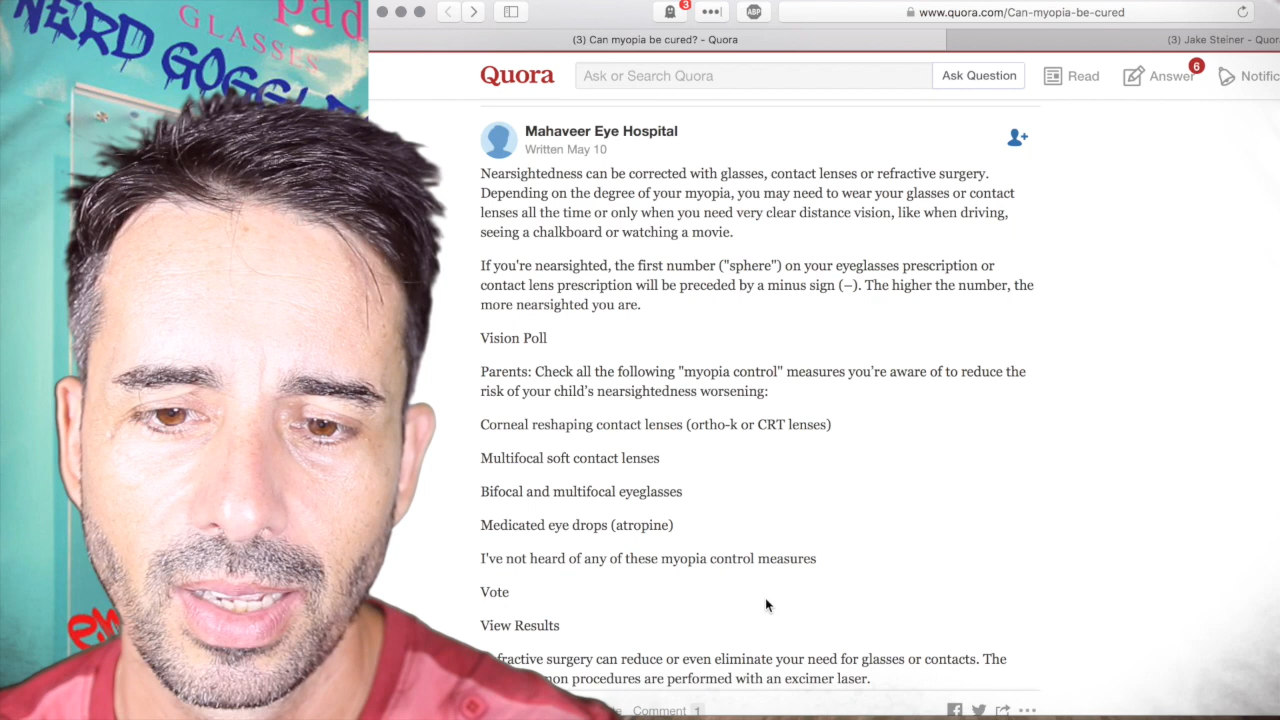 pad
GLASSES
NERD GOGGLE
3
ABP
www.quora.com/Can-myopia-be-cured
(3) Can myopia be cured? - Quora
(3) Jake Steiner - Quor
Quora
Ask or Search Quora
Ask Question
Read
Answer
6
Notific
Mahaveer Eye Hospital
Written May 10
Nearsightedness can be corrected with glasses, contact lenses or refractive surgery.
Depending on the degree of your myopia, you may need to wear your glasses or contact
lenses all the time or only when you need very clear distance vision, like when driving,
seeing a chalkboard or watching a movie.
If you're nearsighted, the first number ("sphere") on your eyeglasses prescription or
contact lens prescription will be preceded by a minus sign (–). The higher the number, the
more nearsighted you are.
Vision Poll
Parents: Check all the following "myopia control" measures you're aware of to reduce the
risk of your child's nearsightedness worsening:
Corneal reshaping contact lenses (ortho-k or CRT lenses)
Multifocal soft contact lenses
Bifocal and multifocal eyeglasses
Medicated eye drops (atropine)
I've not heard of any of these myopia control measures
Vote
View Results
fractive surgery can reduce or even eliminate your need for glasses or contacts. The
on procedures are performed with an excimer laser.
Comment 1